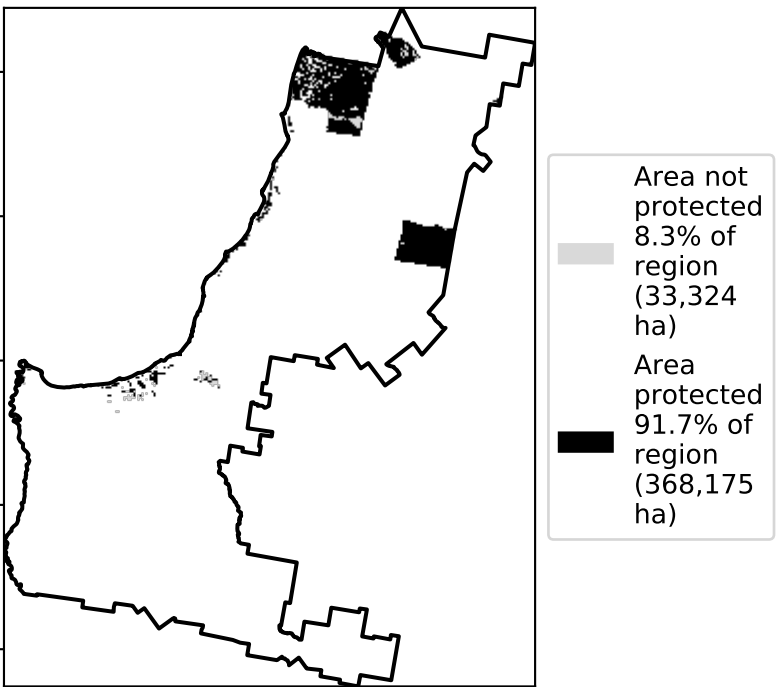 Area not
protected
8.3% of
region
(33,324
ha)
Area
protected
91.7% of
region
(368,175
ha)